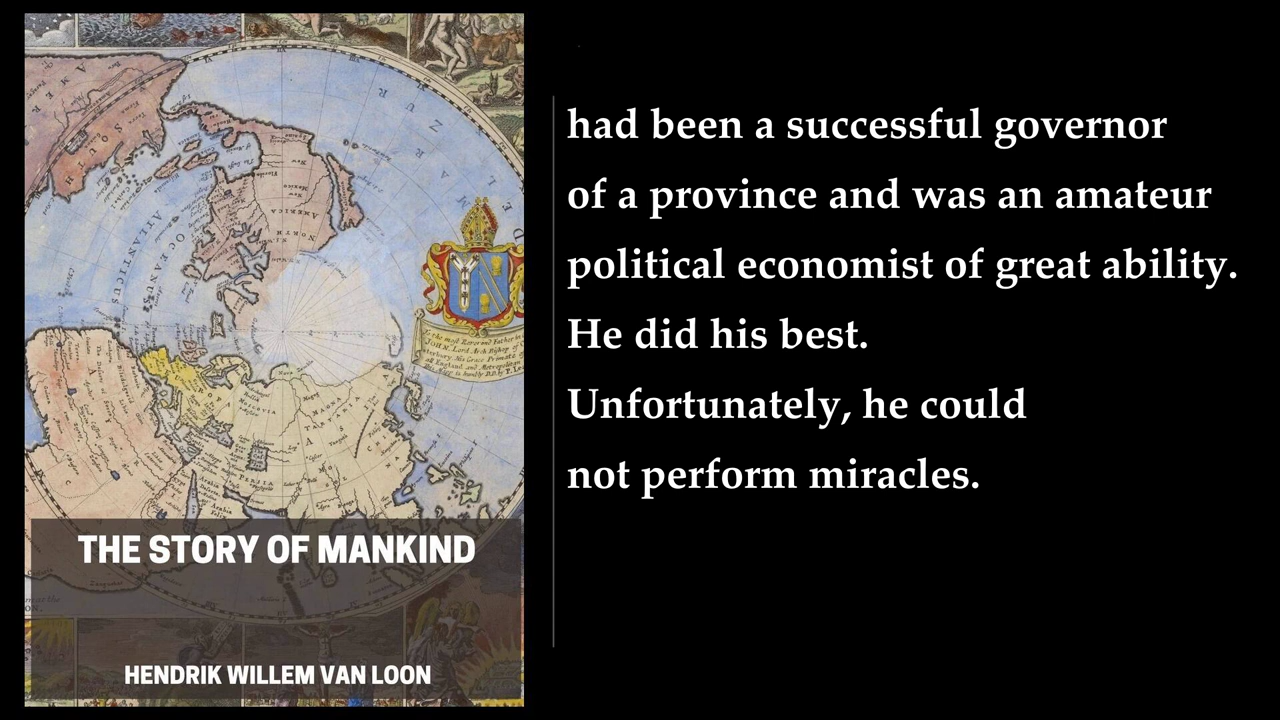 had been a successful governor
of a province and was an amateur
political economist of great ability.
He did his best.
Unfortunately, he could
not perform miracles.
THE STORY OF MANKIND
HENDRIK WILLEM VAN LOON